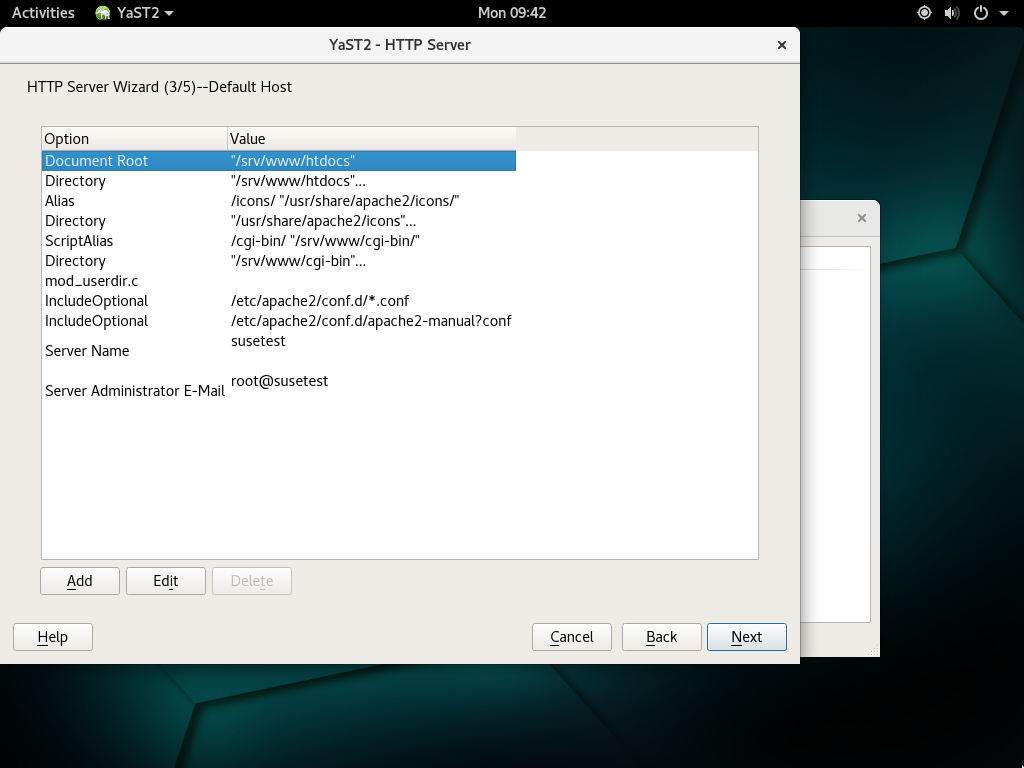 Activities YaST2 Mon 09:42
YaST2 - HTTP Server
HTTP Server Wizard (3/5)--Default Host
Option Value
Document Root "/srv/www/htdocs"
Directory "/srv/www/htdocs"...
Alias /icons/ "/usr/share/apache2/icons/"
Directory "/usr/share/apache2/icons"...
ScriptAlias /cgi-bin/ "/srv/www/cgi-bin/"
Directory "/srv/www/cgi-bin"...
mod_userdir.c
IncludeOptional /etc/apache2/conf.d/*.conf
IncludeOptional /etc/apache2/conf.d/apache2-manual?conf
Server Name susetest
Server Administrator E-Mail root@susetest
Add Edit Delete
Help Cancel Back Next